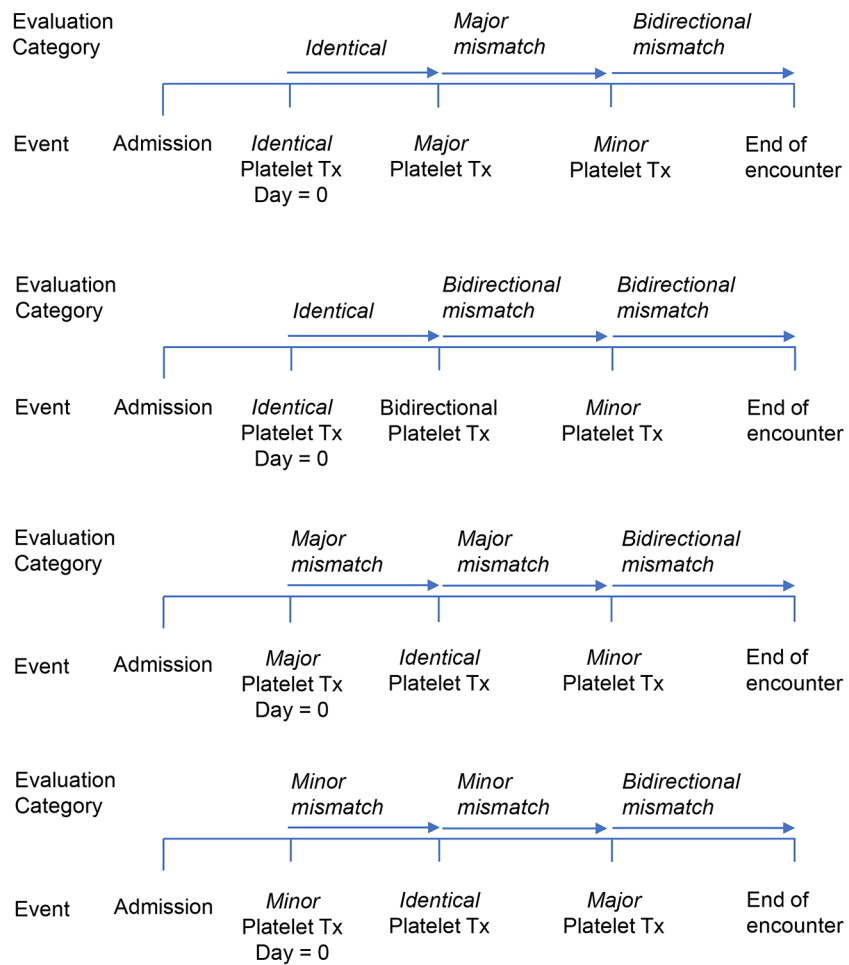 Evaluation Category Identical Major mismatch Bidirectional mismatch
Event Admission Identical Platelet Tx Day = 0 Major Platelet Tx Minor Platelet Tx End of encounter
Evaluation Category Identical Bidirectional mismatch Bidirectional mismatch
Event Admission Identical Platelet Tx Day = 0 Bidirectional Platelet Tx Minor Platelet Tx End of encounter
Evaluation Category Major mismatch Major mismatch Bidirectional mismatch
Event Admission Major Platelet Tx Day = 0 Identical Platelet Tx Minor Platelet Tx End of encounter
Evaluation Category Minor mismatch Minor mismatch Bidirectional mismatch
Event Admission Minor Platelet Tx Day = 0 Identical Platelet Tx Major Platelet Tx End of encounter